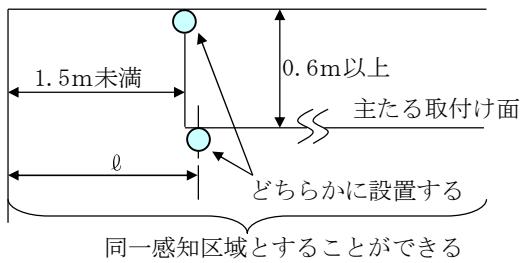 1.5m未満
0.6m以上
主たる取付け面
ℓ
どちらかに設置する
同一感知区域とすることができる